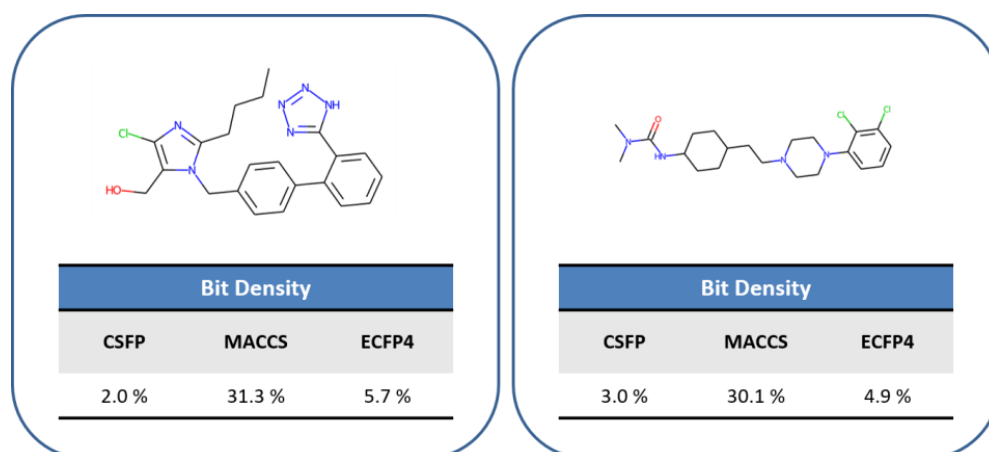 N
N
N
NH
N
Cl
N
HO
Bit Density
CSFP MACCS ECFP4
2.0 % 31.3 % 5.7 %
Cl
Cl
O
N
NH
N
N
Bit Density
CSFP MACCS ECFP4
3.0 % 30.1 % 4.9 %